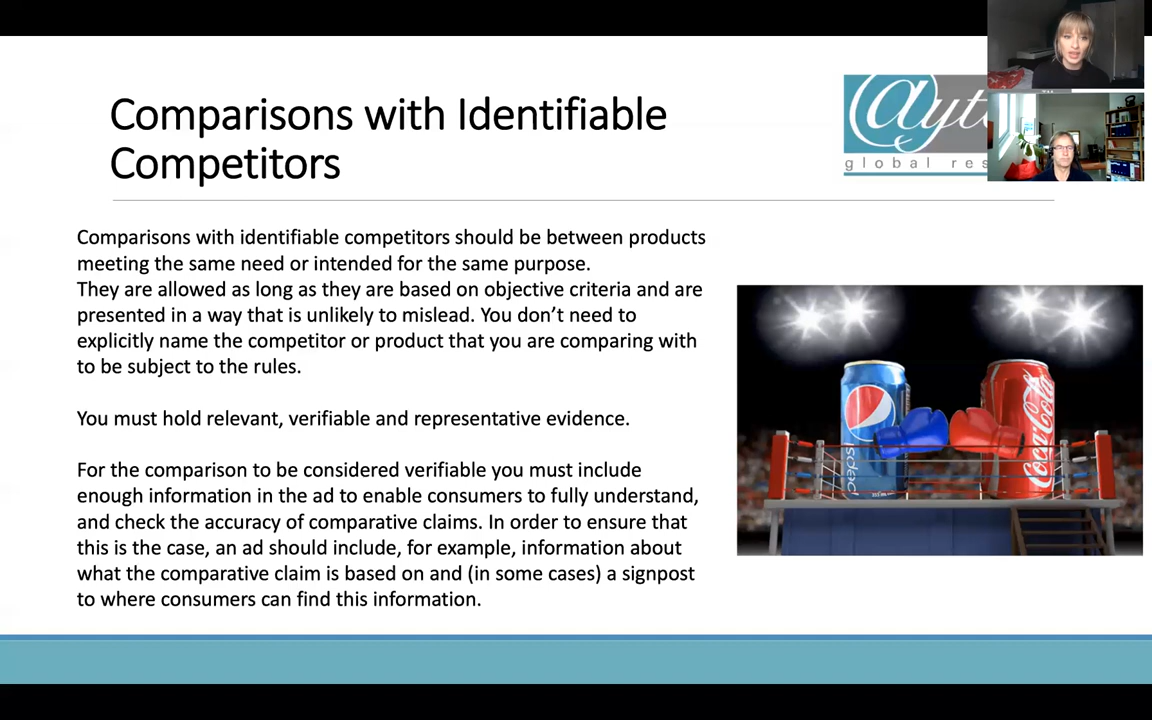 Comparisons with Identifiable
Competitors
global res
Comparisons with identifiable competitors should be between products
meeting the same need or intended for the same purpose.
They are allowed as long as they are based on objective criteria and are
presented in a way that is unlikely to mislead. You don’t need to
explicitly name the competitor or product that you are comparing with
to be subject to the rules.
You must hold relevant, verifiable and representative evidence.
For the comparison to be considered verifiable you must include
enough information in the ad to enable consumers to fully understand,
and check the accuracy of comparative claims. In order to ensure that
this is the case, an ad should include, for example, information about
what the comparative claim is based on and (in some cases) a signpost
to where consumers can find this information.
pepsi
Coca-Cola